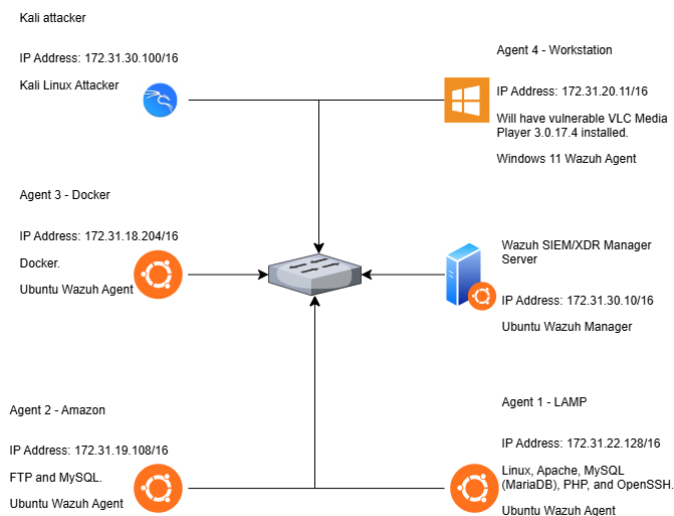 Kali attacker
IP Address: 172.31.30.100/16
Kali Linux Attacker
Agent 4 - Workstation
IP Address: 172.31.20.11/16
Will have vulnerable VLC Media
Player 3.0.17.4 installed.
Windows 11 Wazuh Agent
Agent 3 - Docker
IP Address: 172.31.18.204/16
Docker.
Ubuntu Wazuh Agent
Wazuh SIEM/XDR Manager
Server
IP Address: 172.31.30.10/16
Ubuntu Wazuh Manager
Agent 2 - Amazon
IP Address: 172.31.19.108/16
FTP and MySQL.
Ubuntu Wazuh Agent
Agent 1 - LAMP
IP Address: 172.31.22.128/16
Linux, Apache, MySQL
(MariaDB), PHP, and OpenSSH.
Ubuntu Wazuh Agent